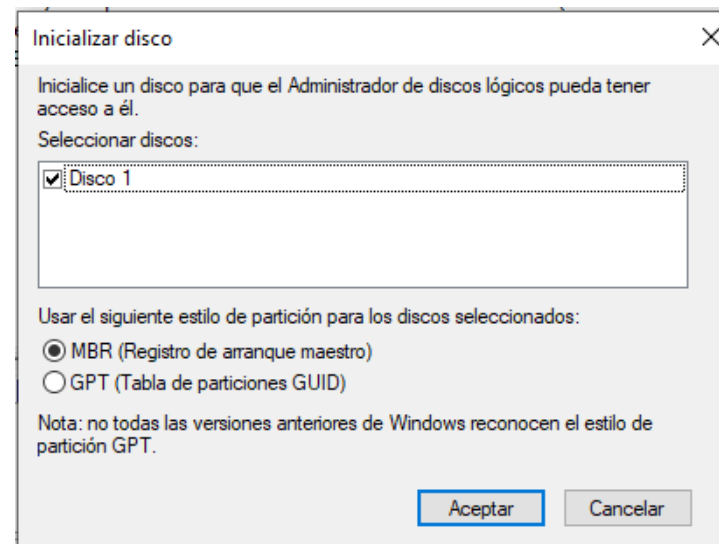 Inicializar disco
Inicialice un disco para que el Administrador de discos lógicos pueda tener
acceso a él.
Seleccionar discos:
Disco 1
Usar el siguiente estilo de partición para los discos seleccionados:
MBR (Registro de arranque maestro)
GPT (Tabla de particiones GUID)
Nota: no todas las versiones anteriores de Windows reconocen el estilo de
partición GPT.
Aceptar
Cancelar